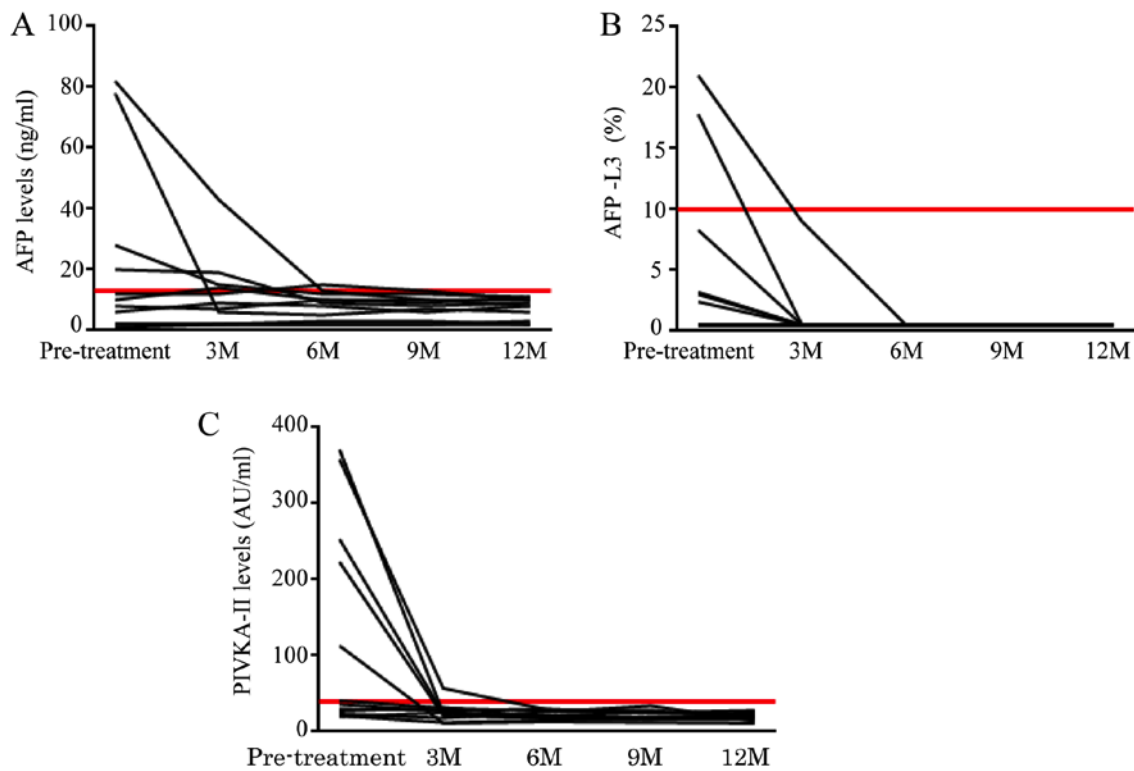 A
AFP levels (ng/ml)
100
80
60
40
20
0
Pre-treatment 3M 6M 9M 12M
B
AFP -L3 (%)
25
20
15
10
5
0
Pre-treatment 3M 6M 9M 12M
C
PIVKA-II levels (AU/ml)
400
300
200
100
0
Pre-treatment 3M 6M 9M 12M